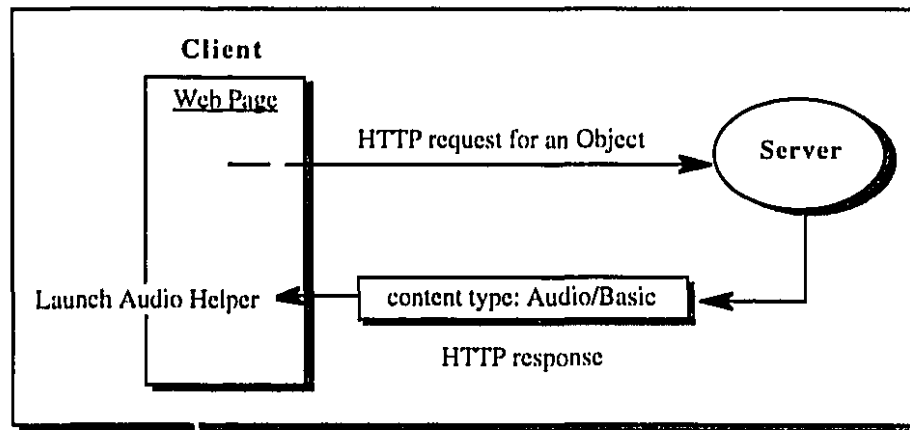 Client
Web Page
HTTP request for an Object
Server
Launch Audio Helper
content type: Audio/Basic
HTTP response